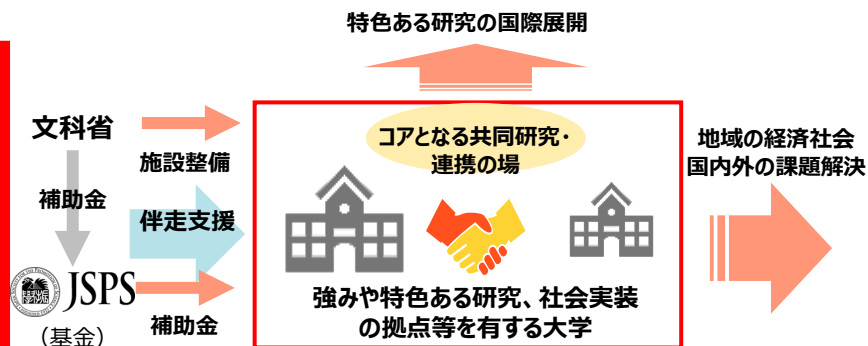 特色ある研究の国際展開
文科省
施設整備
補助金
伴走支援
JSPS
（基金）
補助金
コアとなる共同研究・
連携の場
強みや特色ある研究、社会実装
の拠点等を有する大学
地域の経済社会
国内外の課題解決